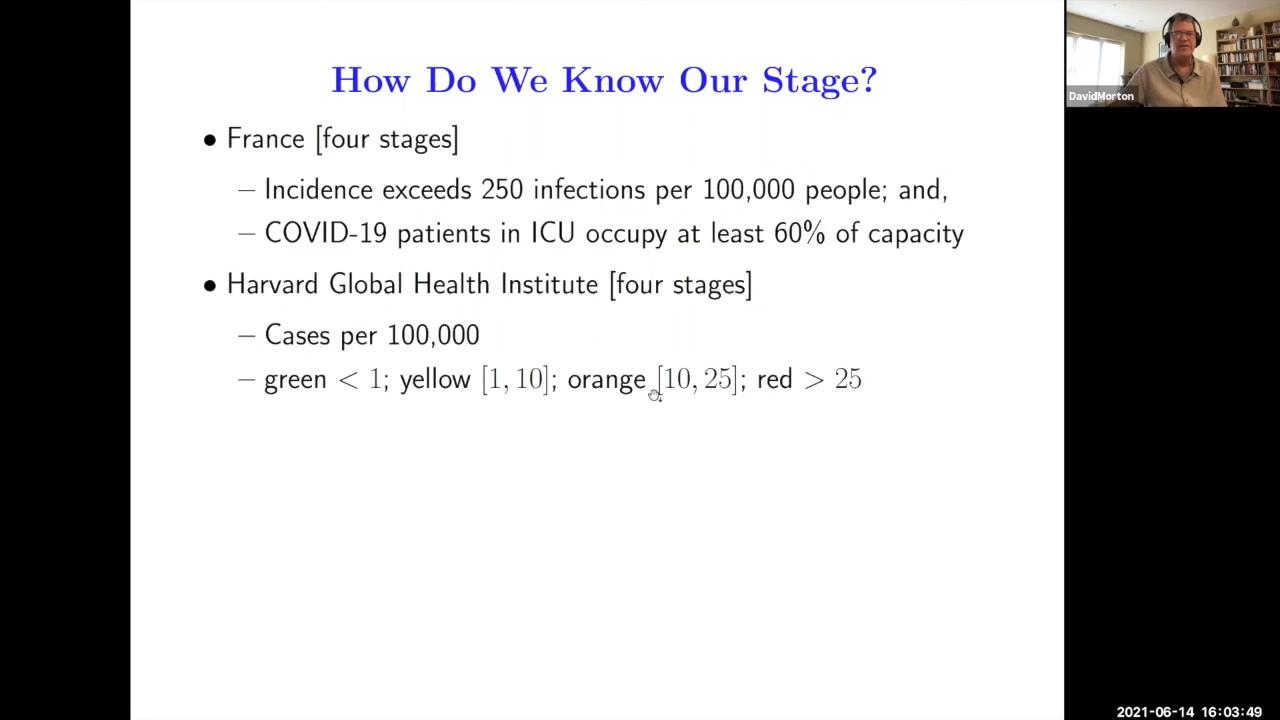 How Do We Know Our Stage?
• France [four stages]
– Incidence exceeds 250 infections per 100,000 people; and,
– COVID-19 patients in ICU occupy at least 60% of capacity
• Harvard Global Health Institute [four stages]
– Cases per 100,000
– green < 1; yellow [1, 10]; orange [10, 25]; red > 25
DavidMorton
2021-06-14 16:03:49